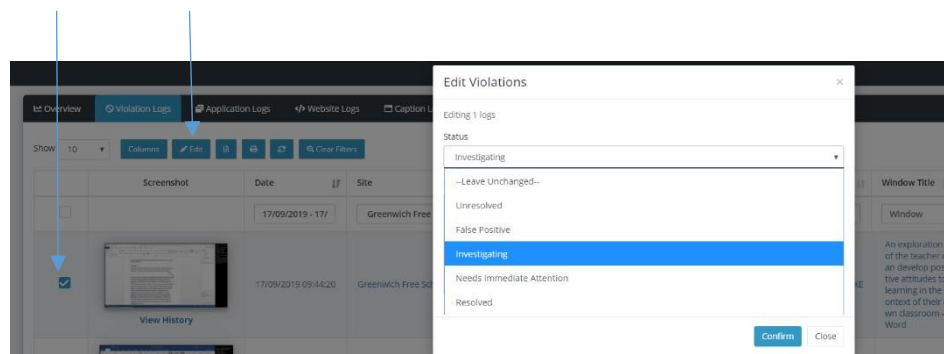 Overview Violation Logs Application Logs </> Website Logs Caption L
Show 10 Columns Edit Clear Filters
Screenshot Date Site Window Title
17/09/2019 - 17/ Greenwich Free Window
17/09/2019 09:44:20 Greenwich Free Sch
View History
An exploration
of the teacher
an develop pos
tive attitudes to
learning in the
ontext of their
wn classroom -
Word
Edit Violations ×
Editing 1 logs
Status
Investigating
--Leave Unchanged--
Unresolved
False Positive
Investigating
Needs Immediate Attention
Resolved
Confirm Close